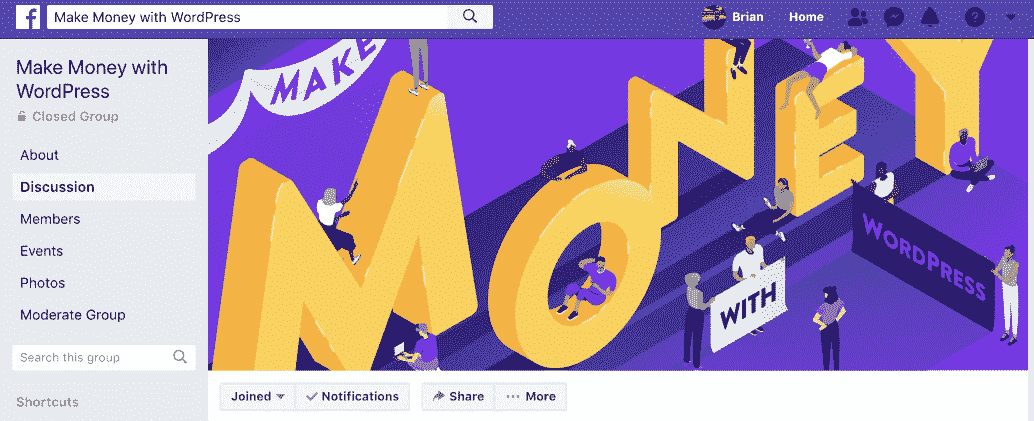 f Make Money with WordPress Brian Home
Make Money with
WordPress
Closed Group
About
Discussion
Members
Events
Photos
Moderate Group
Search this group
Shortcuts
MAKE
MONEY
WITH
WORDPRESS
Joined Notifications Share More